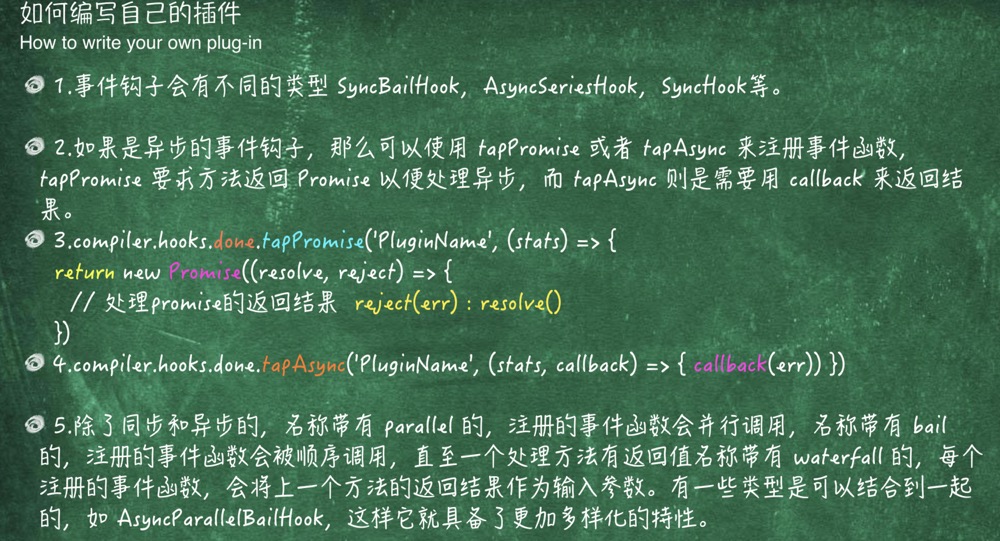 如何编写自己的插件
How to write your own plug-in
1.事件钩子会有不同的类型 SyncBailHook，AsyncSeriesHook，SyncHook等。
2.如果是异步的事件钩子，那么可以使用 tapPromise 或者 tapAsync 来注册事件函数，
tapPromise 要求方法返回 Promise 以便处理异步，而 tapAsync 则是需要用 callback 来返回结
果。
3.compiler.hooks.done.tapPromise('PluginName', (stats) => {
return new Promise((resolve, reject) => {
// 处理promise的返回结果 reject(err) : resolve()
})
4.compiler.hooks.done.tapAsync('PluginName', (stats, callback) => { callback(err)) })
5.除了同步和异步的，名称带有 parallel 的，注册的事件函数会并行调用，名称带有 bail
的，注册的事件函数会被顺序调用，直至一个处理方法有返回值名称带有 waterfall 的，每个
注册的事件函数，会将上一个方法的返回结果作为输入参数。有一些类型是可以结合到一起
的，如 AsyncParallelBailHook，这样它就具备了更加多样化的特性。